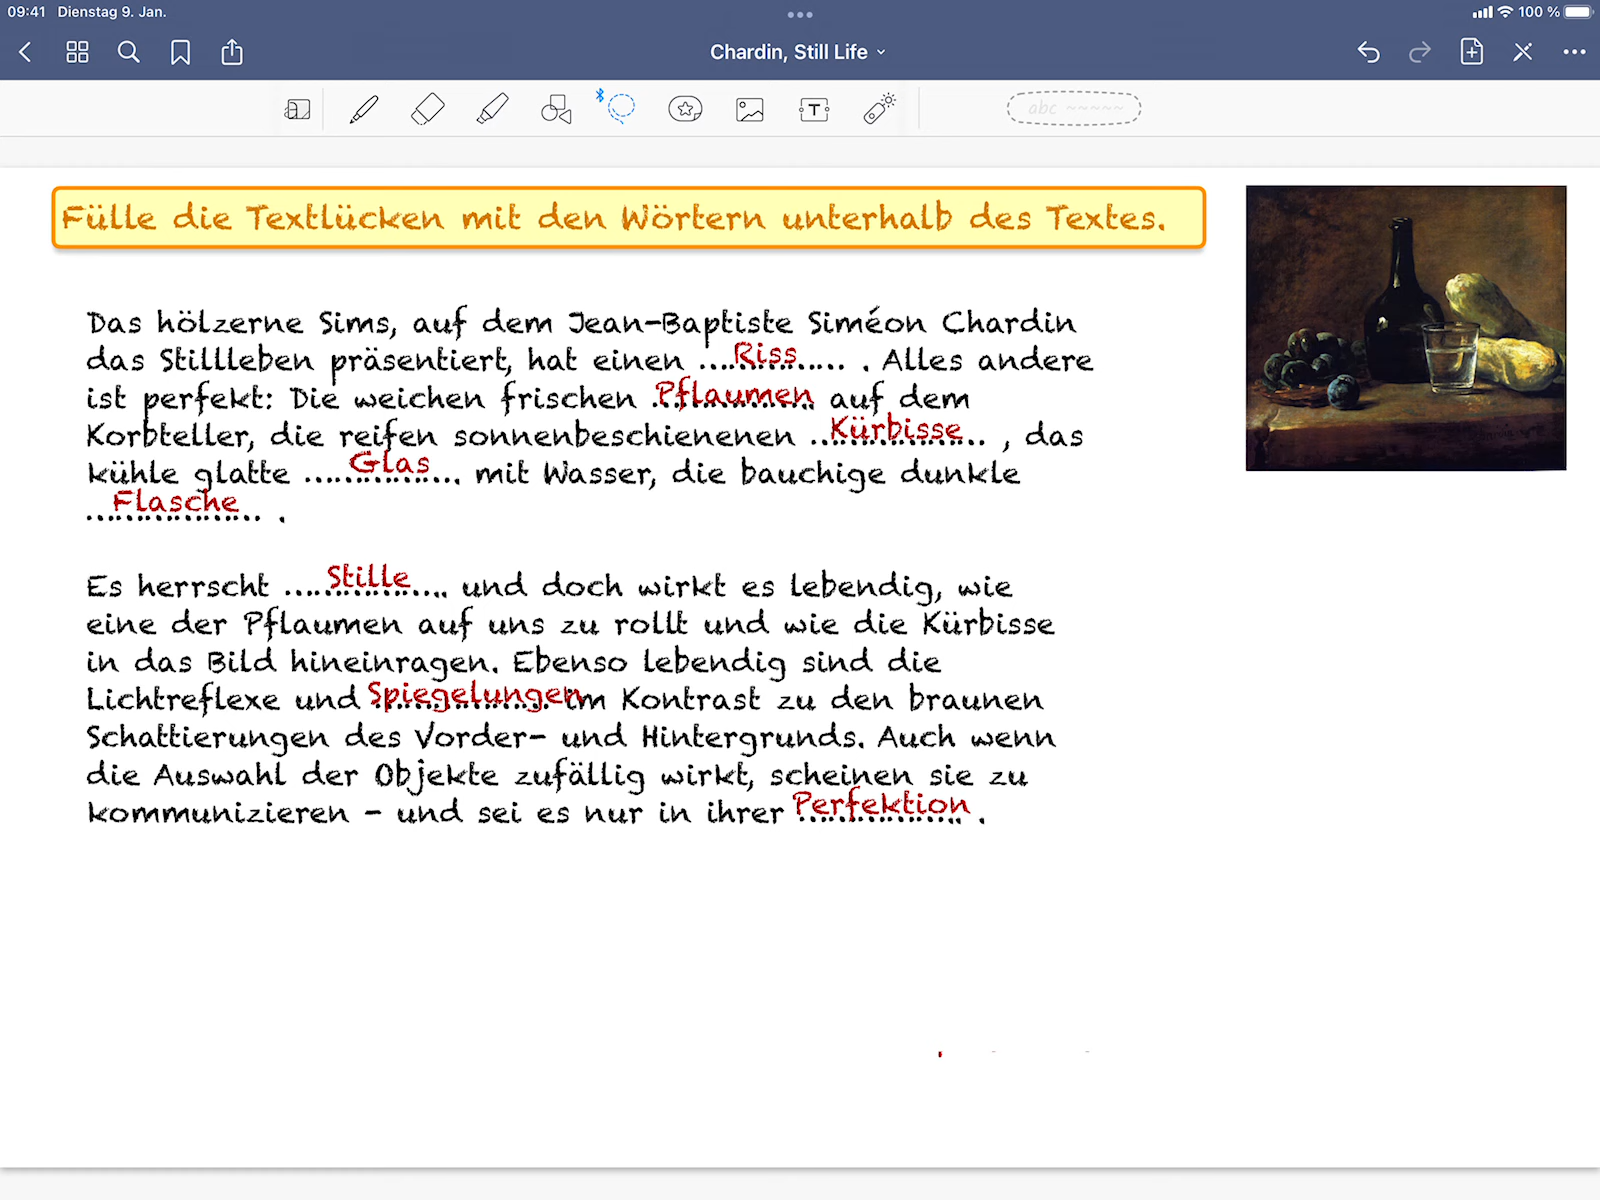 09:41 Dienstag 9. Jan.
100 %
Chardin, Still Life
abc
Fülle die Textlücken mit den Wörtern unterhalb des Textes.
Das hölzerne Sims, auf dem Jean-Baptiste Siméon Chardin
das Stillleben präsentiert, hat einen ....Riss.... . Alles andere
ist perfekt: Die weichen frischen Pflaumen auf dem
Korbteller, die reifen sonnenbeschienenen ..Kürbisse.. , das
kühle glatte ....Glas.... mit Wasser, die bauchige dunkle
..Flasche.. .
Es herrscht ....Stille.... und doch wirkt es lebendig, wie
eine der Pflaumen auf uns zu rollt und wie die Kürbisse
in das Bild hineinragen. Ebenso lebendig sind die
Lichtreflexe und Spiegelungen im Kontrast zu den braunen
Schattierungen des Vorder- und Hintergrunds. Auch wenn
die Auswahl der Objekte zufällig wirkt, scheinen sie zu
kommunizieren - und sei es nur in ihrer Perfektion .